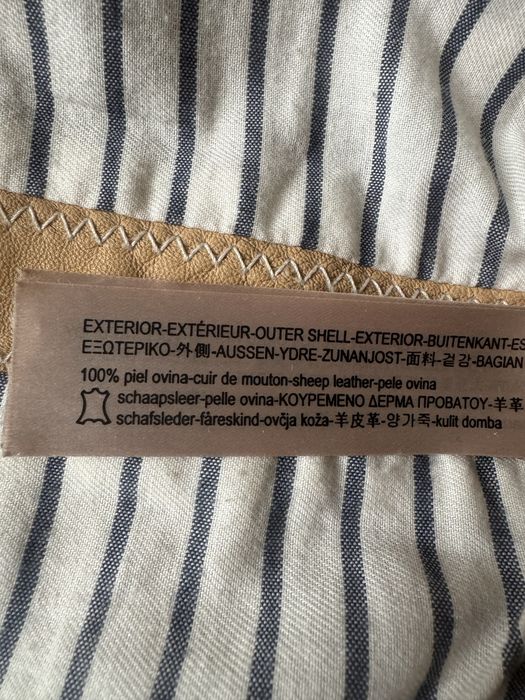 EXTERIOR-EXTÉRIEUR-OUTER SHELL-EXTERIOR-BUITENKANT-ES
ΕΞΩΤΕΡΙΚΟ-外側-AUSSEN-YDRE-ZUNANJOST-面料-겉감-BAGIAN
100% piel ovina-cuir de mouton-sheep leather-pele ovina
schaapsleer-pelle ovina-ΚΟΥΡΕΜΕΝΟ ΔΕΡΜΑ ΠΡΟΒΑΤΟΥ-羊革-
schafsleder-fåreskind-ovčja koža-羊皮革-양가죽-kulit domba